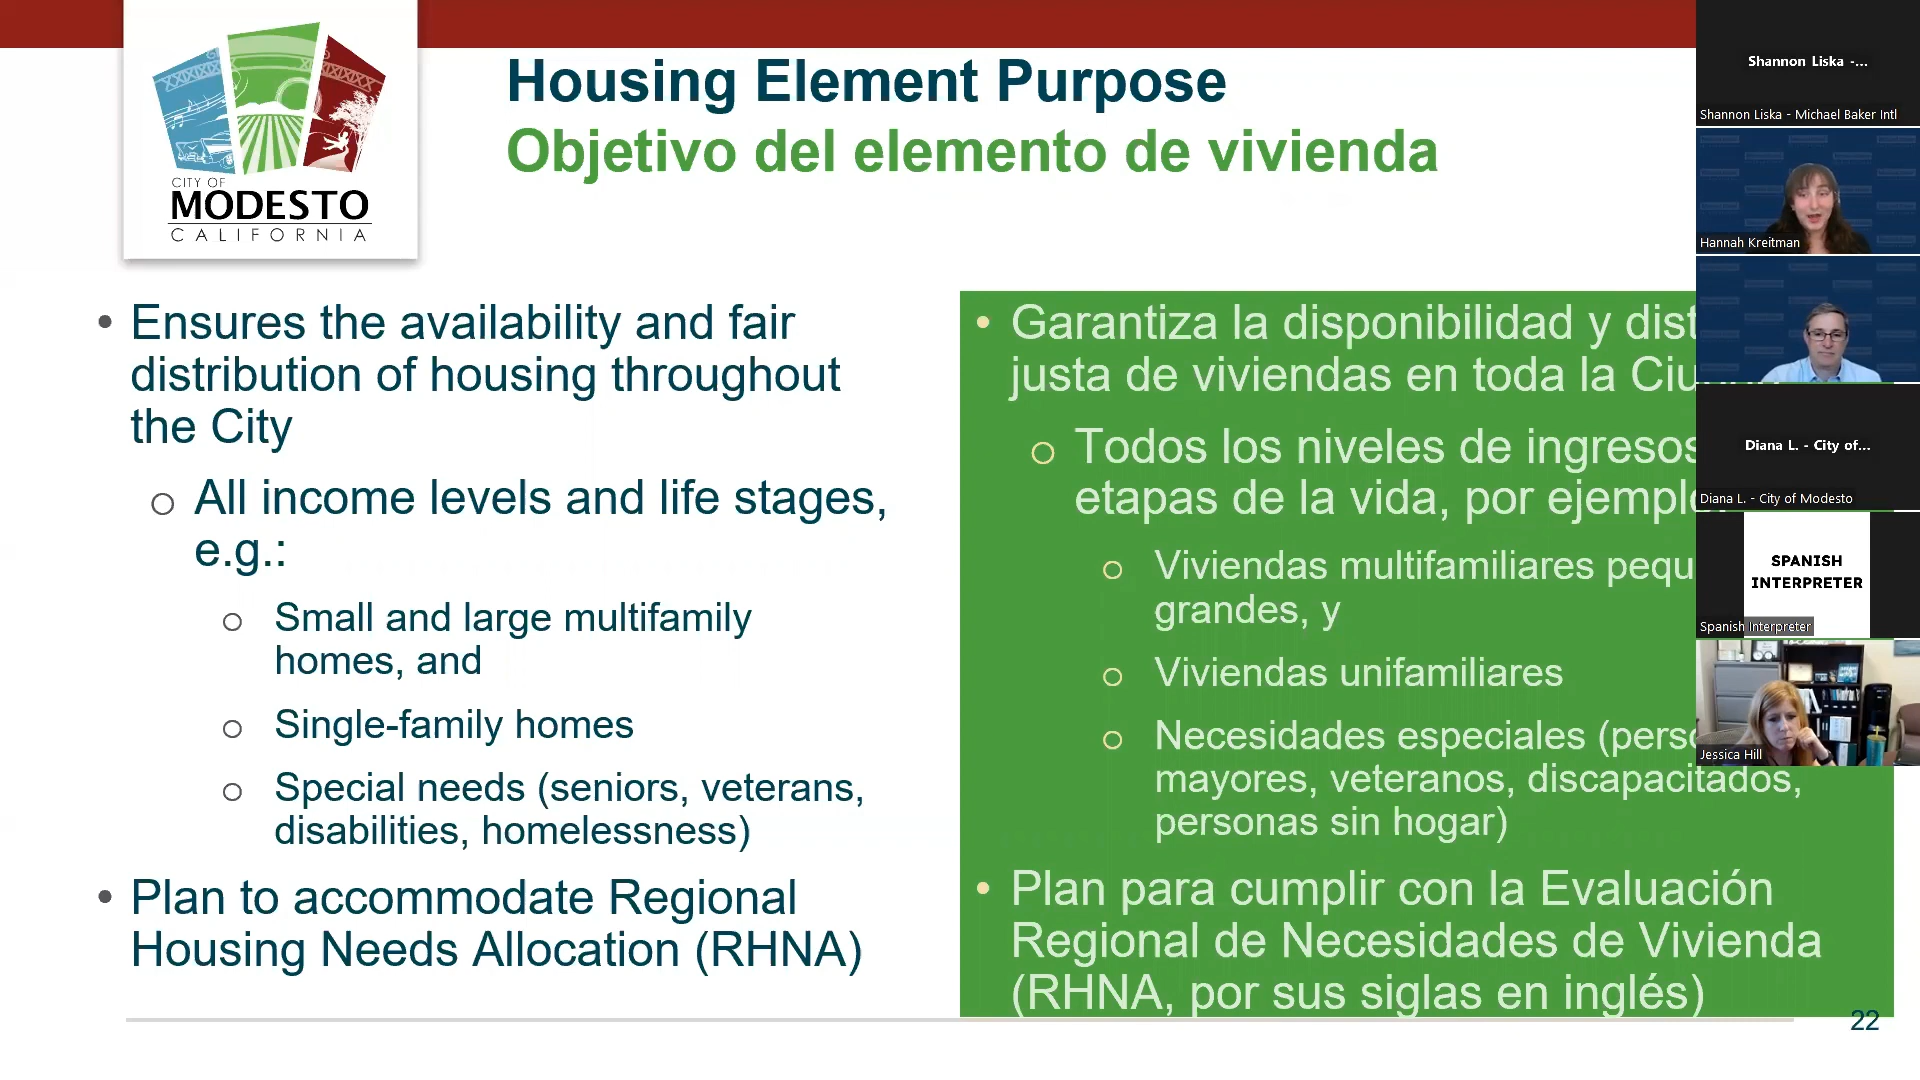 CITY OF
MODESTO
CALIFORNIA
Housing Element Purpose
Objetivo del elemento de vivienda
• Ensures the availability and fair
distribution of housing throughout
the City
o All income levels and life stages,
e.g.:
o Small and large multifamily
homes, and
o Single-family homes
o Special needs (seniors, veterans,
disabilities, homelessness)
• Plan to accommodate Regional
Housing Needs Allocation (RHNA)
• Garantiza la disponibilidad y
justa de viviendas en toda la
o Todos los niveles de ingresos
etapas de la vida, por
o Viviendas multifamiliares
grandes, y
o Viviendas unifamiliares
o Necesidades especiales
mayores, veteranos, discapacitados,
personas sin hogar)
• Plan para cumplir con la Evaluación
Regional de Necesidades de Vivienda
(RHNA, por sus siglas en inglés)
22
Shannon Liska -...
Shannon Liska - Michael Baker Intl
Hannah Kreitman
Diana L. - City of...
Diana L. - City of Modesto
SPANISH
INTERPRETER
Spanish Interpreter
Jessica Hill